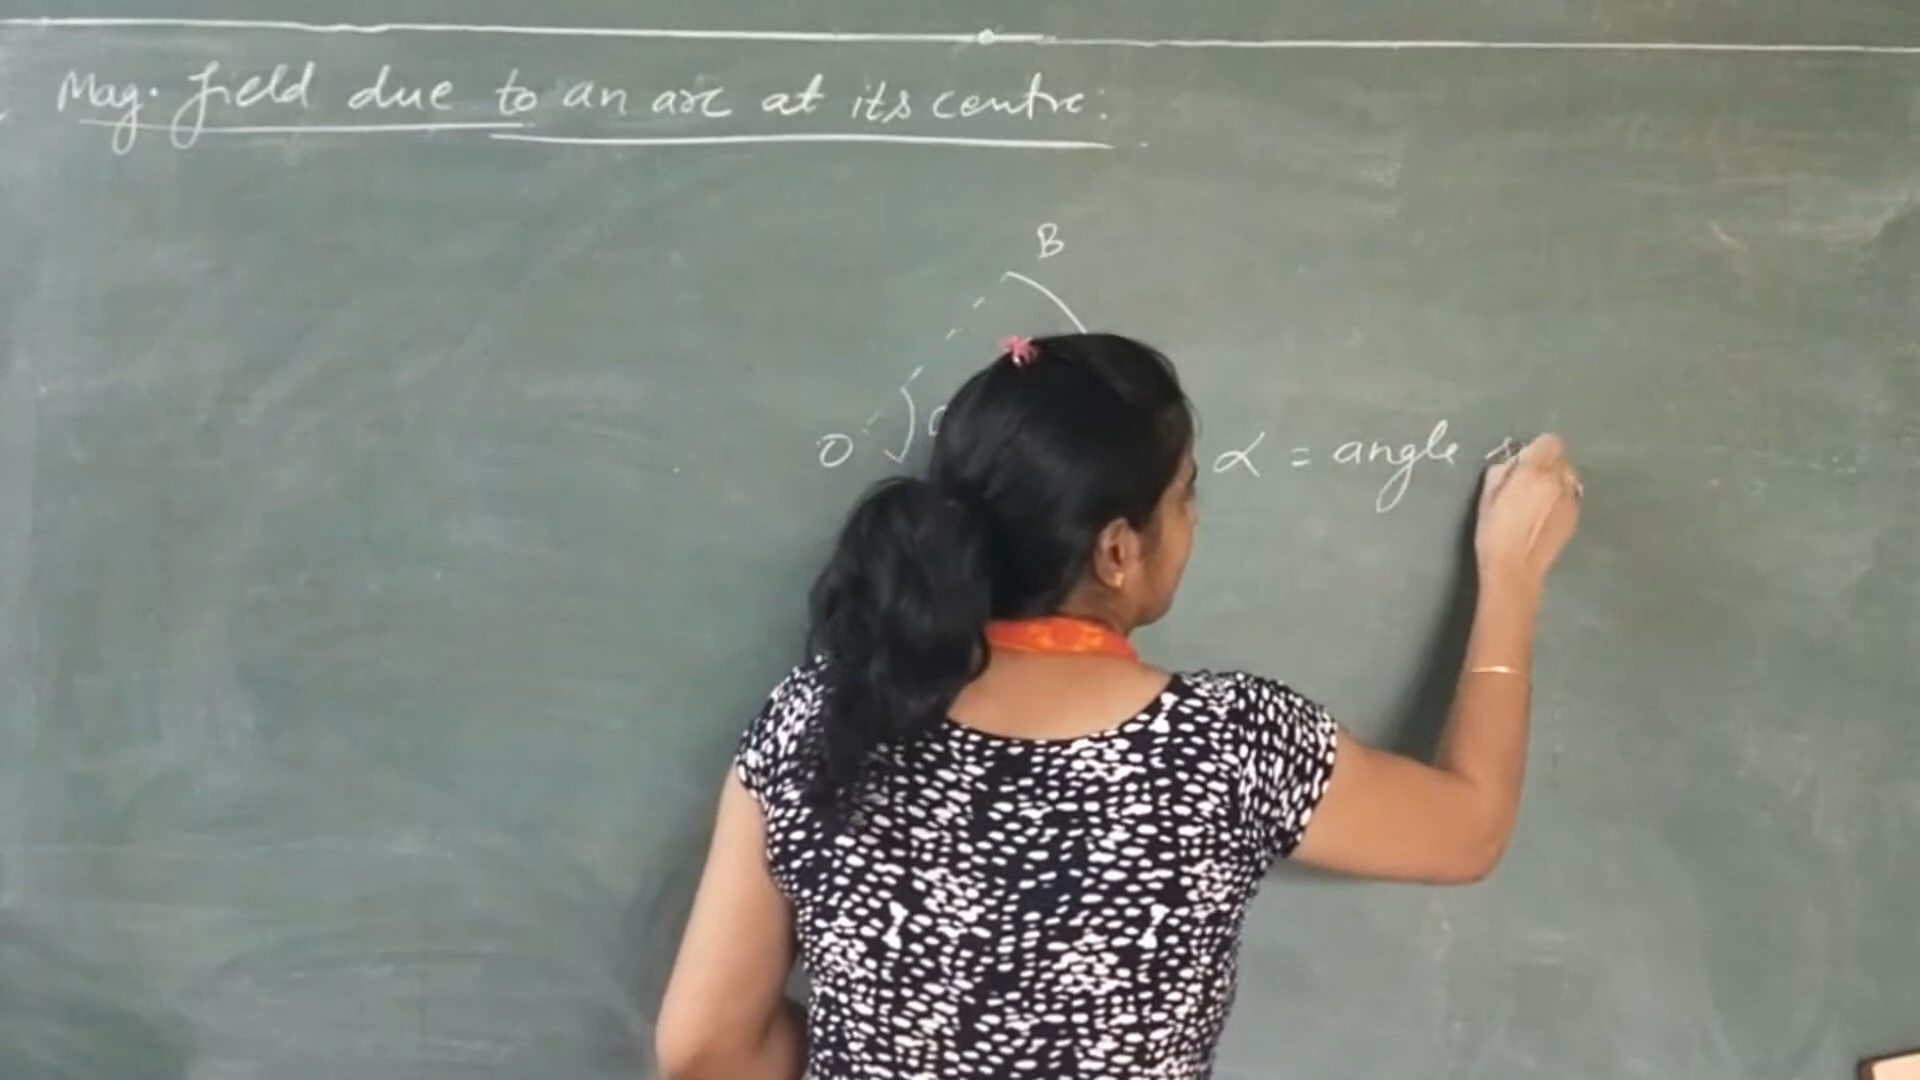 Mag. field due to an arc at its centre:
B
O
α = angle